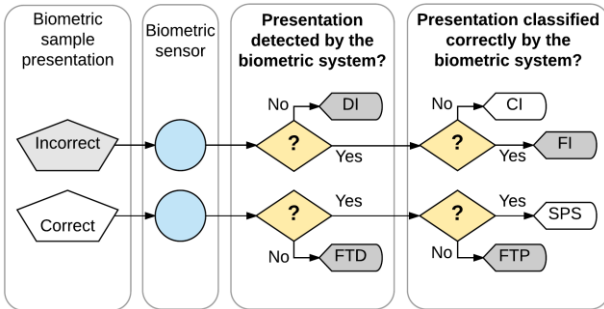 Biometric
sample
presentation
Biometric
sensor
Presentation
detected by the
biometric system?
Presentation classified
correctly by the
biometric system?
Incorrect
?
No
DI
Yes
?
No
CI
Yes
FI
Correct
?
Yes
No
FTD
?
Yes
SPS
No
FTP